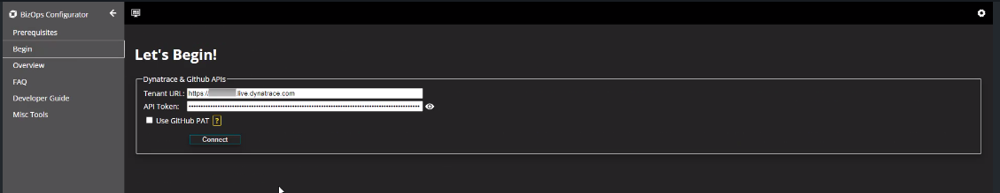 BizOps Configurator
Prerequisites
Begin
Overview
FAQ
Developer Guide
Misc Tools
Let's Begin!
Dynatrace & Github APIs
Tenant URL: https:// .live.dynatrace.com
API Token:
Use GitHub PAT ?
Connect